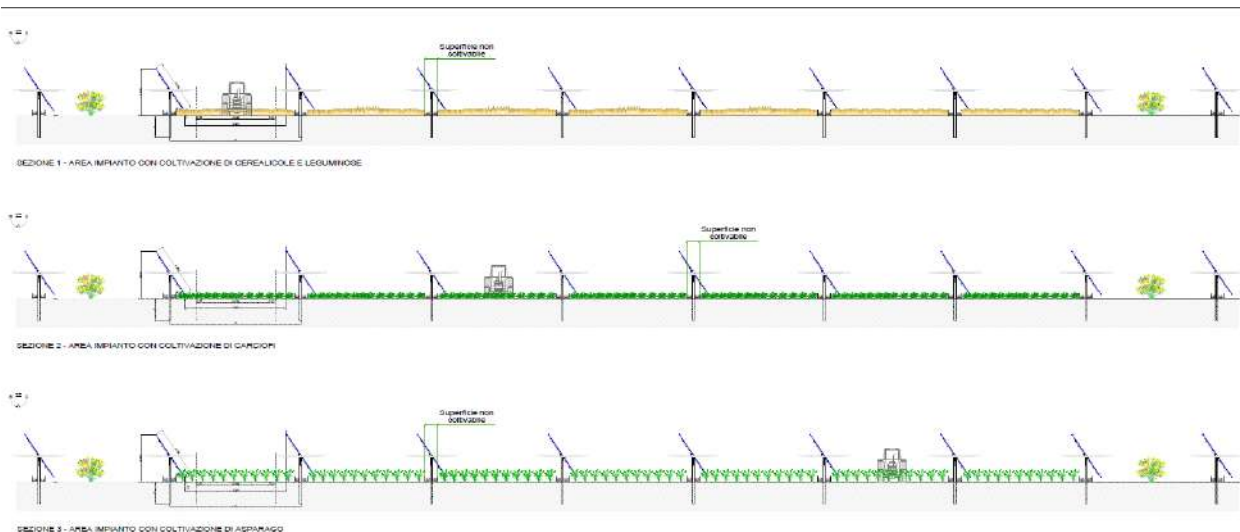 Superficie non
coltivabile
SEZIONE 1 - AREA IMPIANTO CON COLTIVAZIONE DI CEREALICOLE E LEGUMINOSE
Superficie non
coltivabile
SEZIONE 2 - AREA IMPIANTO CON COLTIVAZIONE DI CARCIOFI
Superficie non
coltivabile
SEZIONE 3 - AREA IMPIANTO CON COLTIVAZIONE DI ASPARAGO